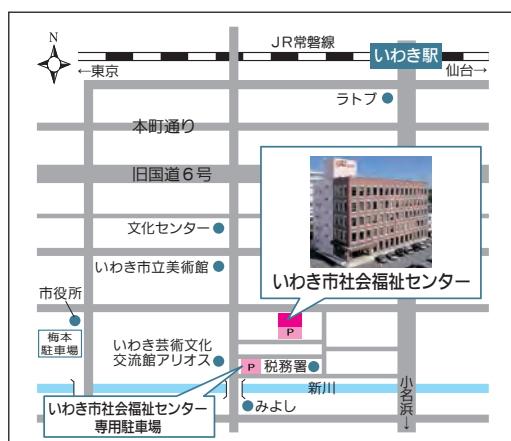 N
JR常磐線
いわき駅
←東京
仙台→
ラトブ
本町通り
旧国道6号
文化センター
いわき市立美術館
いわき市社会福祉センター
市役所
梅本
駐車場
P
いわき芸術文化
交流館アリオス
P
税務署
新川
いわき市社会福祉センター
専用駐車場
みよし
小名浜→